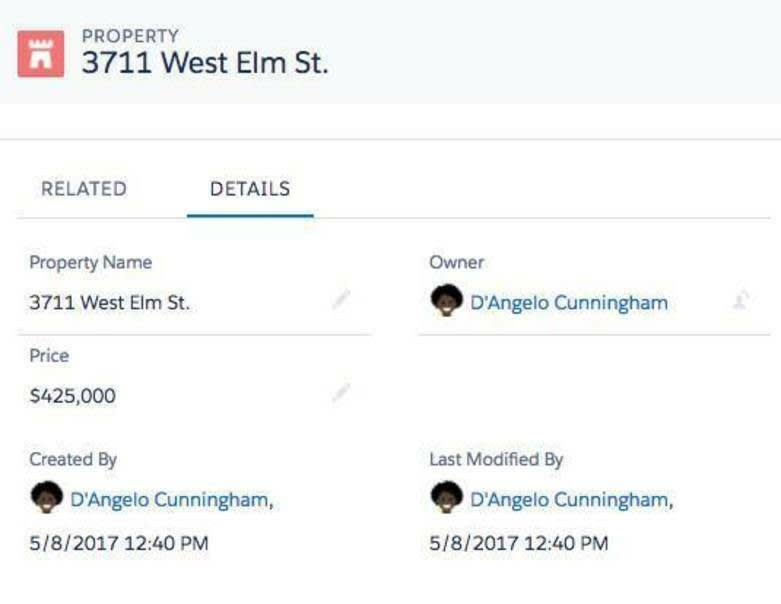 PROPERTY
3711 West Elm St.
RELATED DETAILS
Property Name
3711 West Elm St.
Owner
D'Angelo Cunningham
Price
$425,000
Created By
D'Angelo Cunningham,
5/8/2017 12:40 PM
Last Modified By
D'Angelo Cunningham,
5/8/2017 12:40 PM